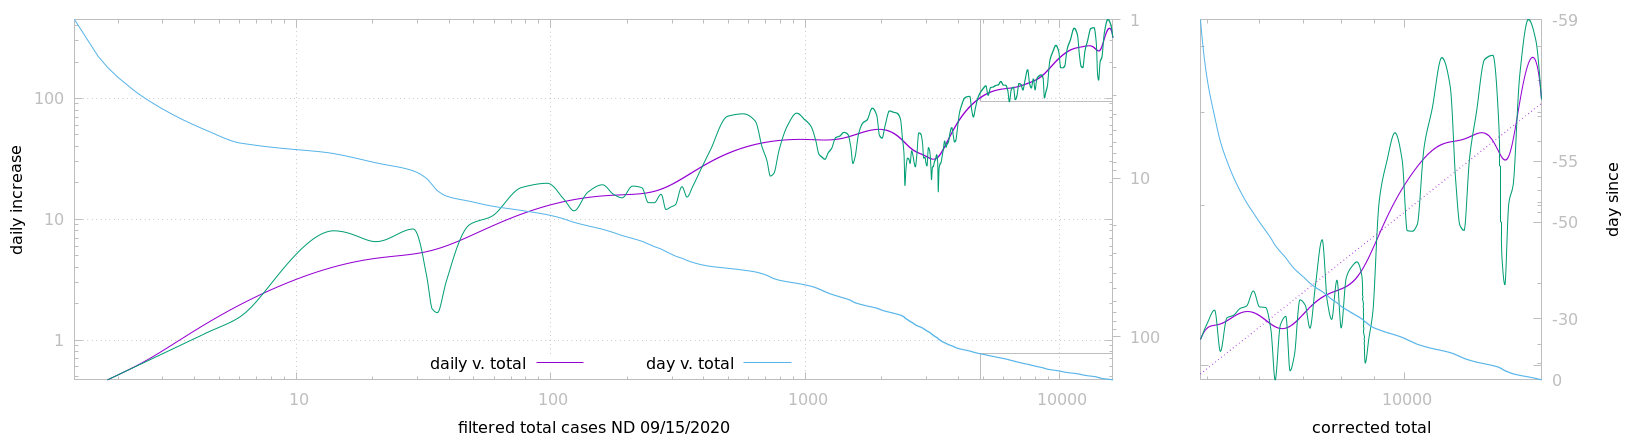 daily increase
100
10
1
10
100
1000
10000
filtered total cases ND 09/15/2020
daily v. total
day v. total
1
10
100
10000
corrected total
-59
-55
-50
-30
0
day since